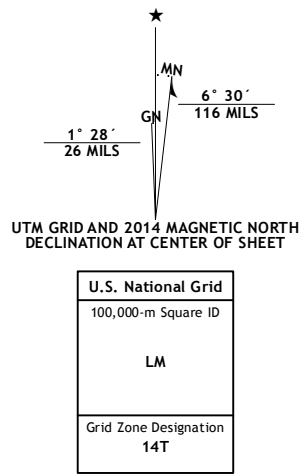 ★
MN
GN
6° 30´
116 MILS
1° 28´
26 MILS
UTM GRID AND 2014 MAGNETIC NORTH
DECLINATION AT CENTER OF SHEET
U.S. National Grid
100,000-m Square ID
LM
Grid Zone Designation
14T